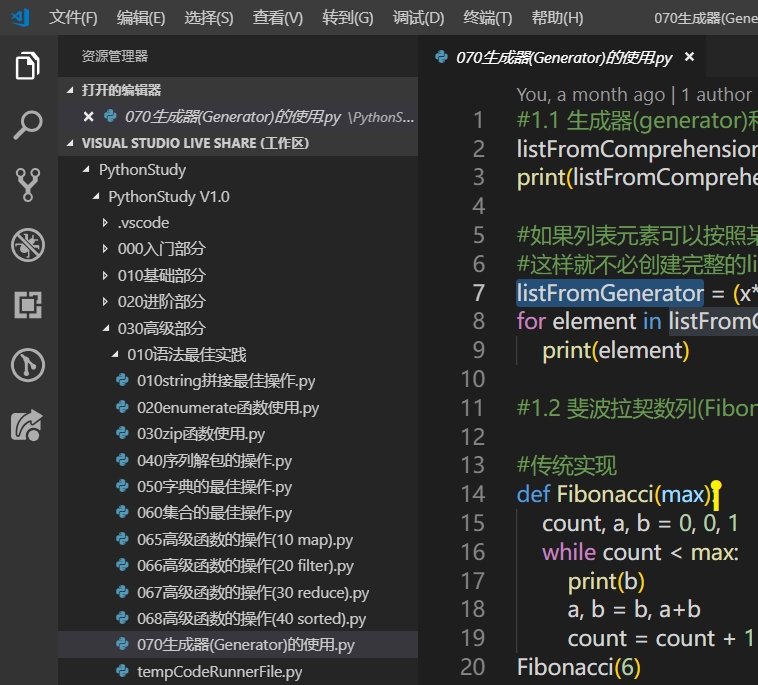 文件(F) 编辑(E) 选择(S) 查看(V) 转到(G) 调试(D) 终端(T) 帮助(H) 070生成器(Gene
资源管理器
打开的编辑器
070生成器(Generator)的使用.py \PythonS...
VISUAL STUDIO LIVE SHARE (工作区)
PythonStudy
PythonStudy V1.0
.vscode
000入门部分
010基础部分
020进阶部分
030高级部分
010语法最佳实践
010string拼接最佳操作.py
020enumerate函数使用.py
030zip函数使用.py
040序列解包的操作.py
050字典的最佳操作.py
060集合的最佳操作.py
065高级函数的操作(10 map).py
066高级函数的操作(20 filter).py
067高级函数的操作(30 reduce).py
068高级函数的操作(40 sorted).py
070生成器(Generator)的使用.py
tempCodeRunnerFile.py
070生成器(Generator)的使用.py ×
You, a month ago | 1 author
1 #1.1 生成器(generator)和
2 listFromComprehension
3 print(listFromComprehe
4
5 #如果列表元素可以按照某
6 #这样就不必创建完整的li
7 listFromGenerator = (x*
8 for element in listFromG
9 print(element)
10
11 #1.2 斐波拉契数列(Fibon
12
13 #传统实现
14 def Fibonacci(max):
15 count, a, b = 0, 0, 1
16 while count < max:
17 print(b)
18 a, b = b, a+b
19 count = count + 1
20 Fibonacci(6)